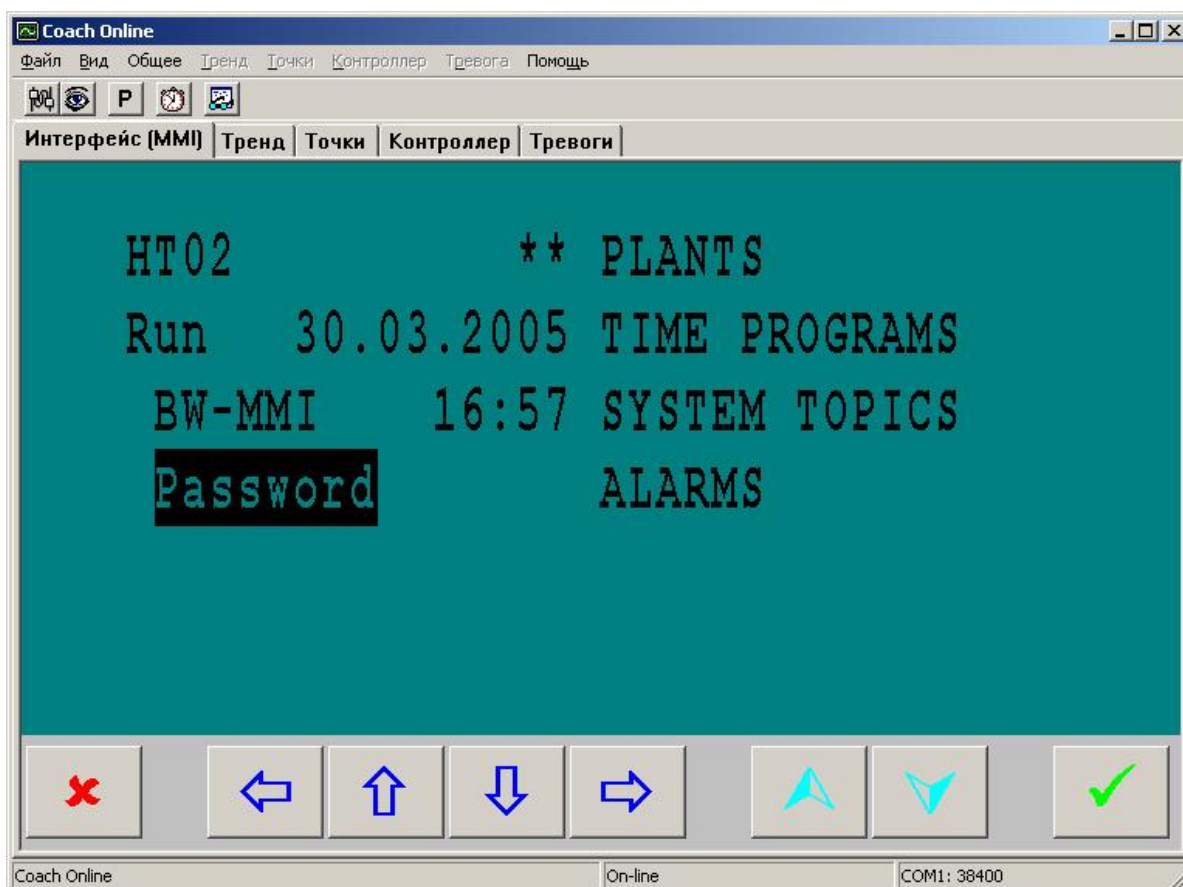 Coach Online
Файл Вид Общее Тренд Точки Контроллер Тревога Помощь
P
Интерфейс (MMI) Тренд Точки Контроллер Тревоги
HT02 ** PLANTS
Run 30.03.2005 TIME PROGRAMS
BW-MMI 16:57 SYSTEM TOPICS
Password ALARMS
Coach Online On-line COM1: 38400